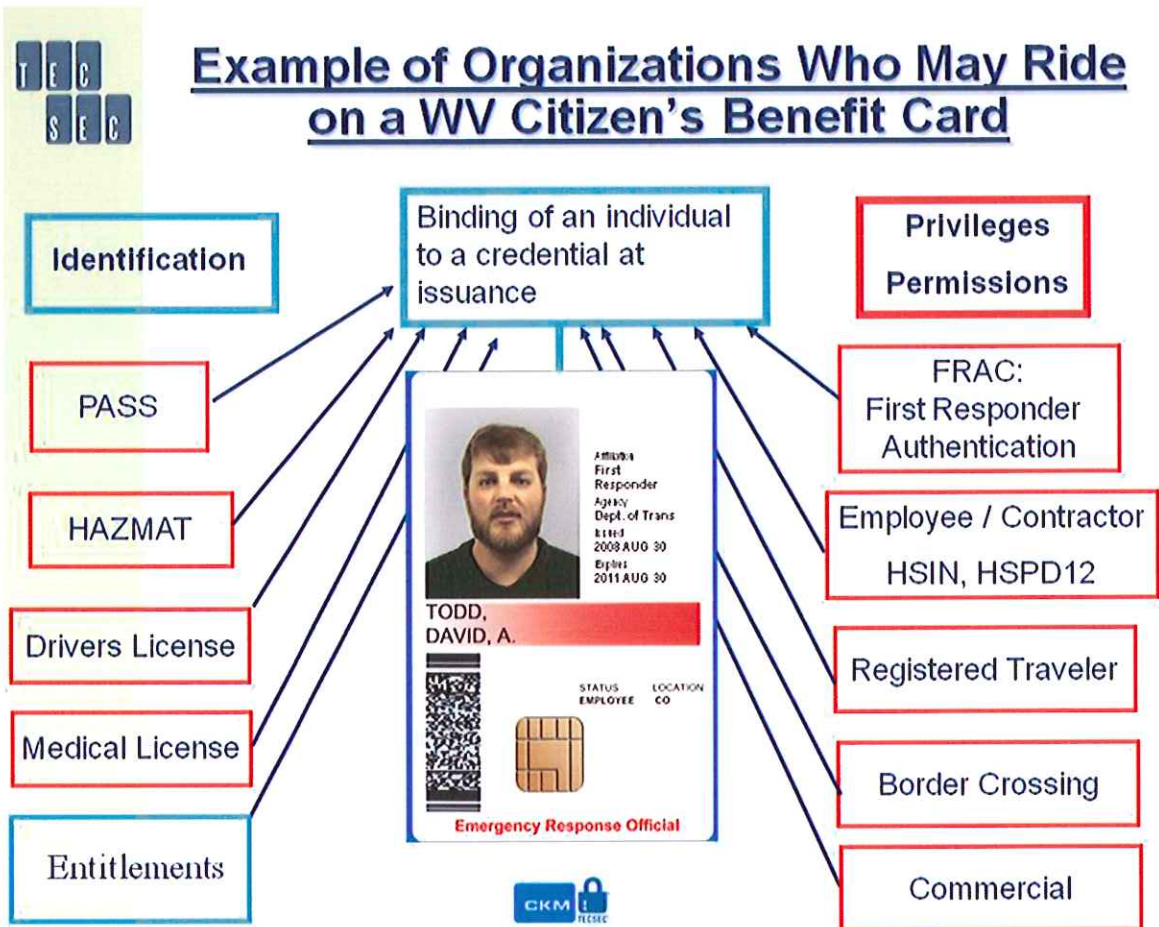 TEC
SEC
Example of Organizations Who May Ride
on a WV Citizen's Benefit Card
Identification
Binding of an individual
to a credential at
issuance
Privileges
Permissions
PASS
HAZMAT
Drivers License
Medical License
Entitlements
Affiliation
First
Responder
Agency
Dept. of Trans
Issued
2008 AUG 30
Expires
2011 AUG 30
TODD,
DAVID, A.
STATUS LOCATION
EMPLOYEE CO
Emergency Response Official
FRAC:
First Responder
Authentication
Employee / Contractor
HSIN, HSPD12
Registered Traveler
Border Crossing
Commercial
CKM
TECSEC